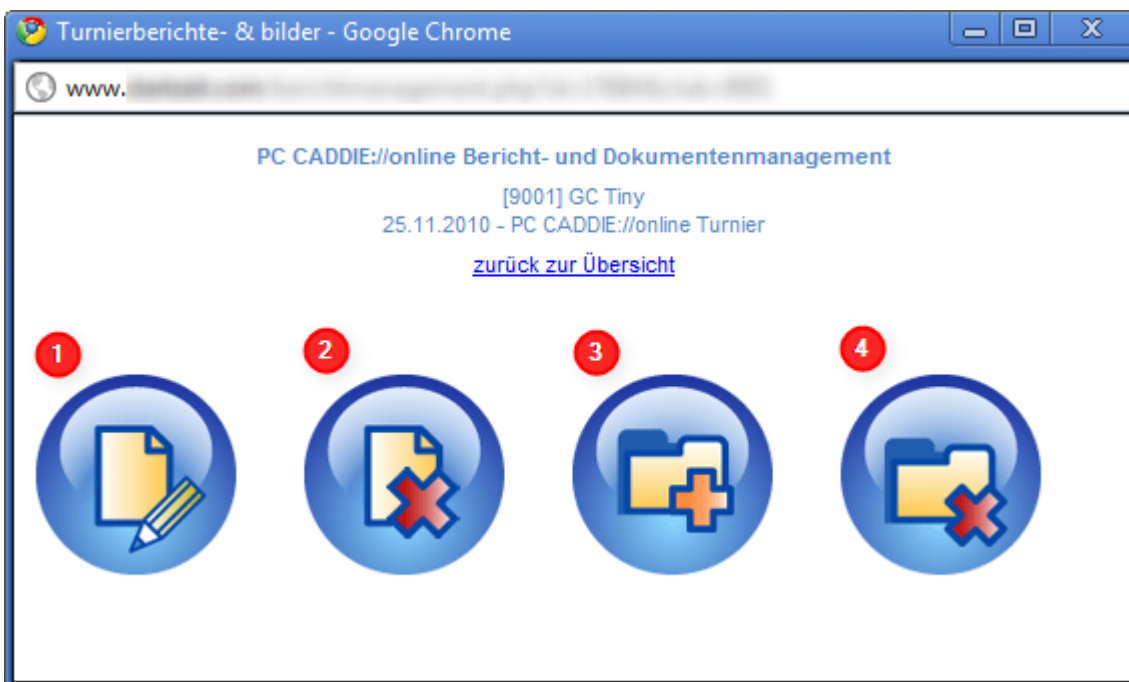 Turnierberichte- & bilder - Google Chrome
www.
PC CADDIE://online Bericht- und Dokumentenmanagement
[9001] GC Tiny
25.11.2010 - PC CADDIE://online Turnier
zurück zur Übersicht
1 2 3 4